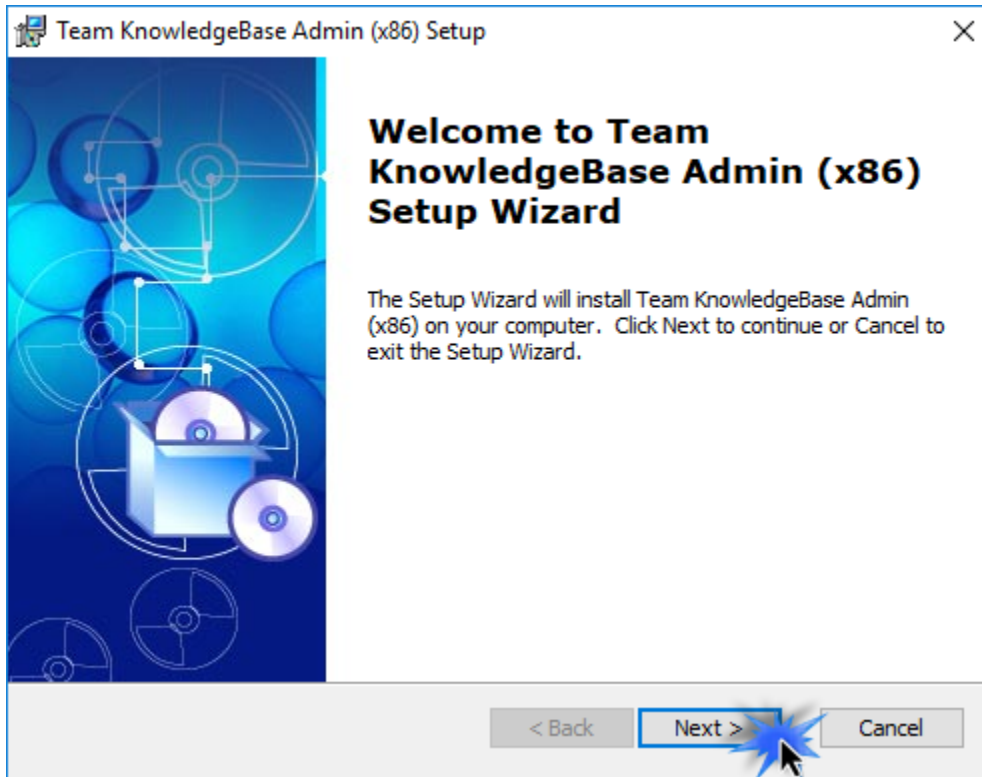 Team KnowledgeBase Admin (x86) Setup
Welcome to Team
KnowledgeBase Admin (x86)
Setup Wizard
The Setup Wizard will install Team KnowledgeBase Admin
(x86) on your computer.  Click Next to continue or Cancel to
exit the Setup Wizard.
< Back
Next >
Cancel